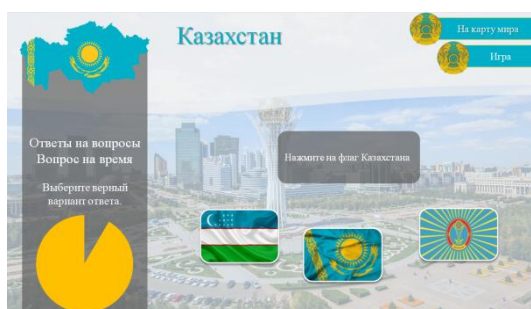 Казахстан
На карту мира
Игра
Ответы на вопросы
Вопрос на время
Выберите верный
вариант ответа.
Нажмите на флаг Казахстана